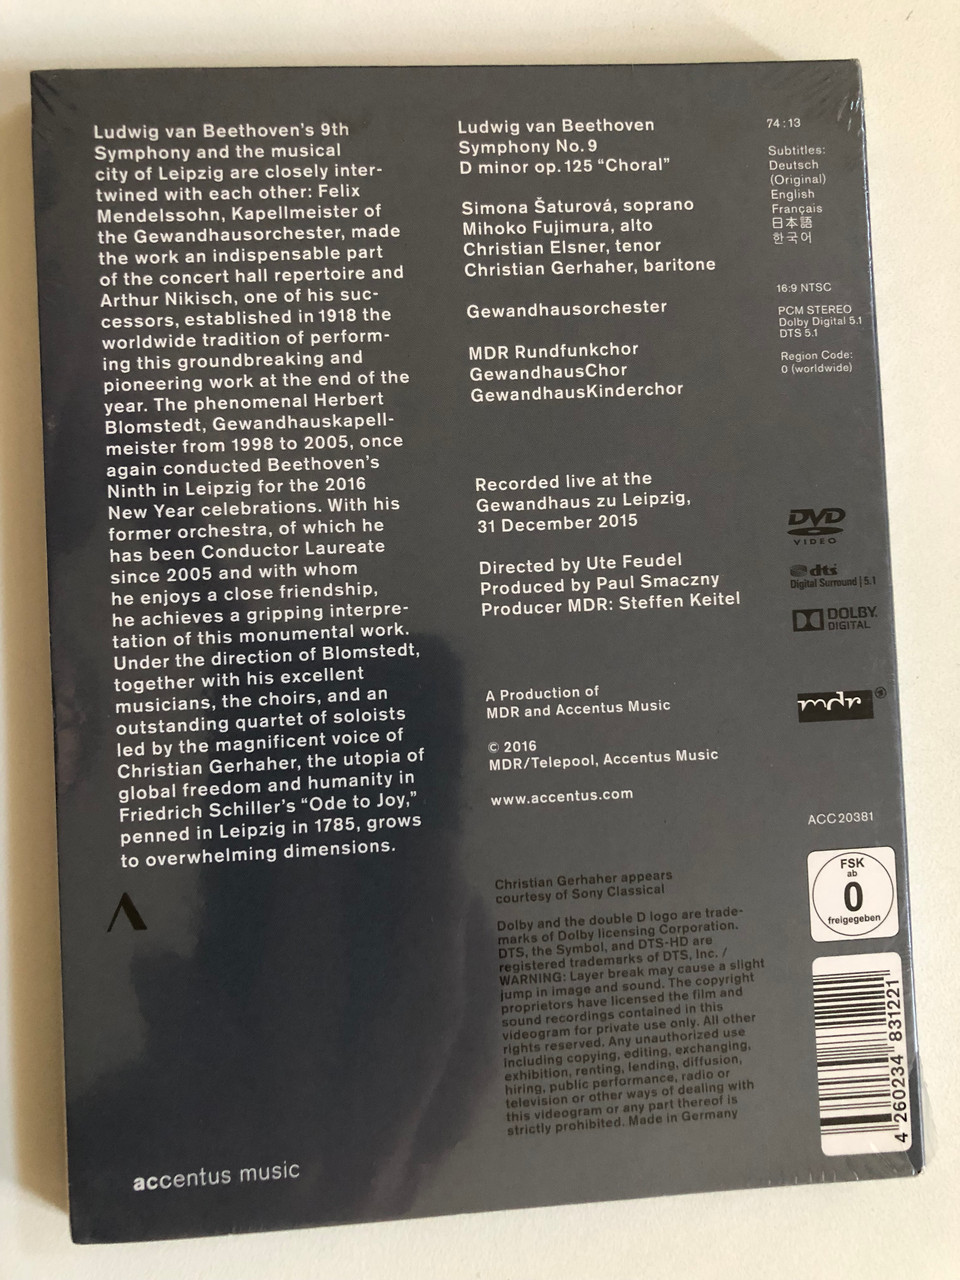 Ludwig van Beethoven's 9th
Symphony and the musical
city of Leipzig are closely inter-
twined with each other: Felix
Mendelssohn, Kapellmeister of
the Gewandhausorchester, made
the work an indispensable part
of the concert hall repertoire and
Arthur Nikisch, one of his suc-
cessors, established in 1918 the
worldwide tradition of perform-
ing this groundbreaking and
pioneering work at the end of the
year. The phenomenal Herbert
Blomstedt, Gewandhauskapell-
meister from 1998 to 2005, once
again conducted Beethoven's
Ninth in Leipzig for the 2016
New Year celebrations. With his
former orchestra, of which he
has been Conductor Laureate
since 2005 and with whom
he enjoys a close friendship,
he achieves a gripping interpre-
tation of this monumental work.
Under the direction of Blomstedt,
together with his excellent
musicians, the choirs, and an
outstanding quartet of soloists
led by the magnificent voice of
Christian Gerhaher, the utopia of
global freedom and humanity in
Friedrich Schiller's "Ode to Joy,"
penned in Leipzig in 1785, grows
to overwhelming dimensions.
accentus music
Ludwig van Beethoven
Symphony No. 9
D minor op. 125 "Choral"
Simona Šaturová, soprano
Mihoko Fujimura, alto
Christian Elsner, tenor
Christian Gerhaher, baritone
Gewandhausorchester
MDR Rundfunkchor
GewandhausChor
GewandhausKinderchor
Recorded live at the
Gewandhaus zu Leipzig,
31 December 2015
Directed by Ute Feudel
Produced by Paul Smaczny
Producer MDR: Steffen Keitel
A Production of
MDR and Accentus Music
© 2016
MDR/Telepool, Accentus Music
www.accentus.com
Christian Gerhaher appears
courtesy of Sony Classical
Dolby and the double D logo are trade-
marks of Dolby licensing Corporation.
DTS, the Symbol, and DTS-HD are
registered trademarks of DTS, Inc. /
WARNING: Layer break may cause a slight
jump in image and sound. The copyright
proprietors have licensed the film and
sound recordings contained in this
videogram for private use only. All other
rights reserved. Any unauthorized use
including copying, editing, exchanging,
exhibition, renting, lending, diffusion,
hiring, public performance, radio or
television or other ways of dealing with
this videogram or any part thereof is
strictly prohibited. Made in Germany
74:13
Subtitles:
Deutsch
(Original)
English
Français
日本語
한국어
16:9 NTSC
PCM STEREO
Dolby Digital 5.1
DTS 5.1
Region Code:
0 (worldwide)
DVD
VIDEO
dts
Digital Surround | 5.1
DOLBY
DIGITAL
mdr
ACC20381
FSK
ab
0
freigegeben
4 260234 831221